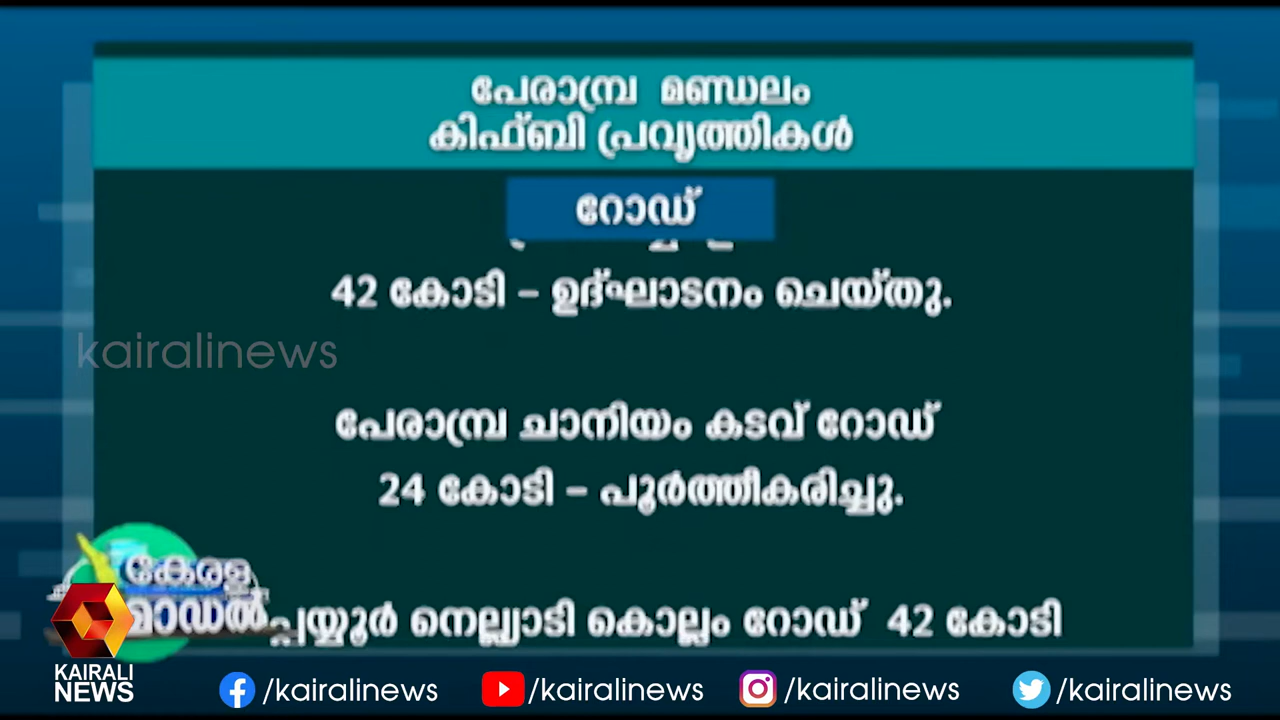 പേരാമ്പ്ര മണ്ഡലം
കിഫ്ബി പ്രവൃത്തികൾ
റോഡ്
42 കോടി – ഉദ്ഘാടനം ചെയ്തു.
kairalinews
പേരാമ്പ്ര ചാനിയം കടവ് റോഡ്
24 കോടി – പൂർത്തീകരിച്ചു.
കേരള
മോഡൽ
നെല്ല്യാടി കൊല്ലം റോഡ് 42 കോടി
KAIRALI
NEWS
/kairalinews /kairalinews /kairalinews /kairalinews